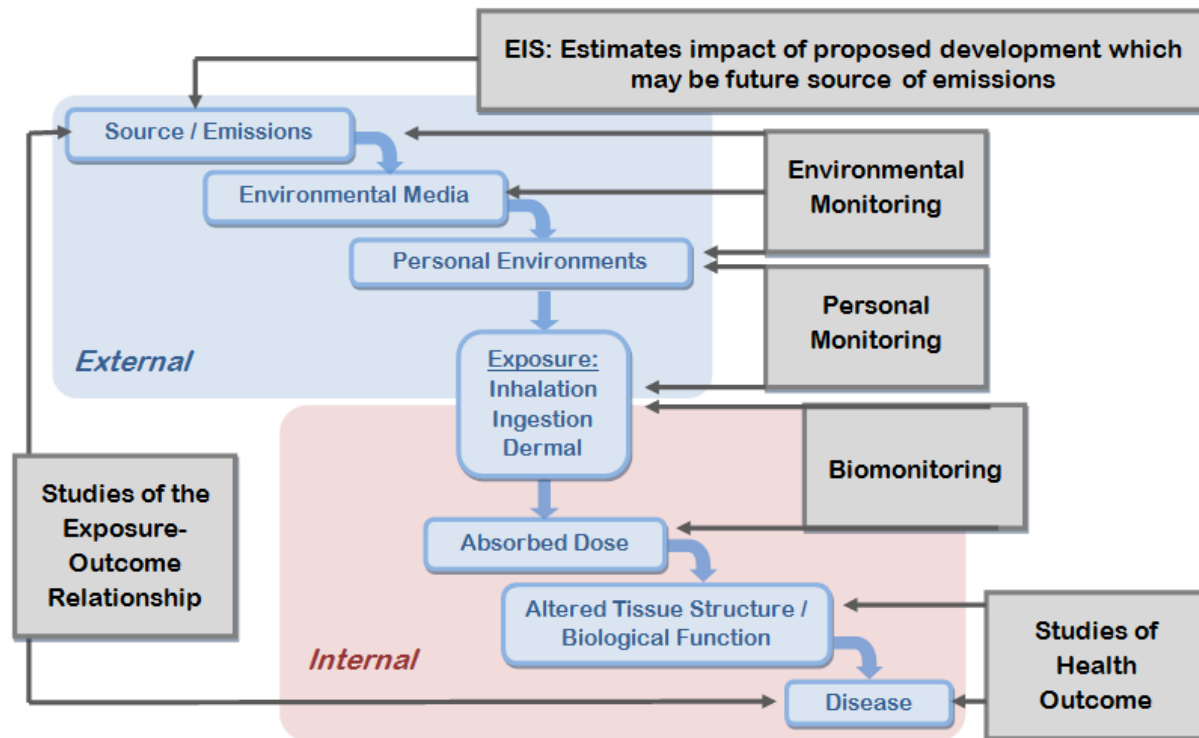 EIS: Estimates impact of proposed development which
may be future source of emissions
Source / Emissions
Environmental Media
Personal Environments
Environmental
Monitoring
Personal
Monitoring
External
Exposure:
Inhalation
Ingestion
Dermal
Biomonitoring
Studies of the
Exposure-
Outcome
Relationship
Absorbed Dose
Altered Tissue Structure /
Biological Function
Internal
Disease
Studies of
Health
Outcome